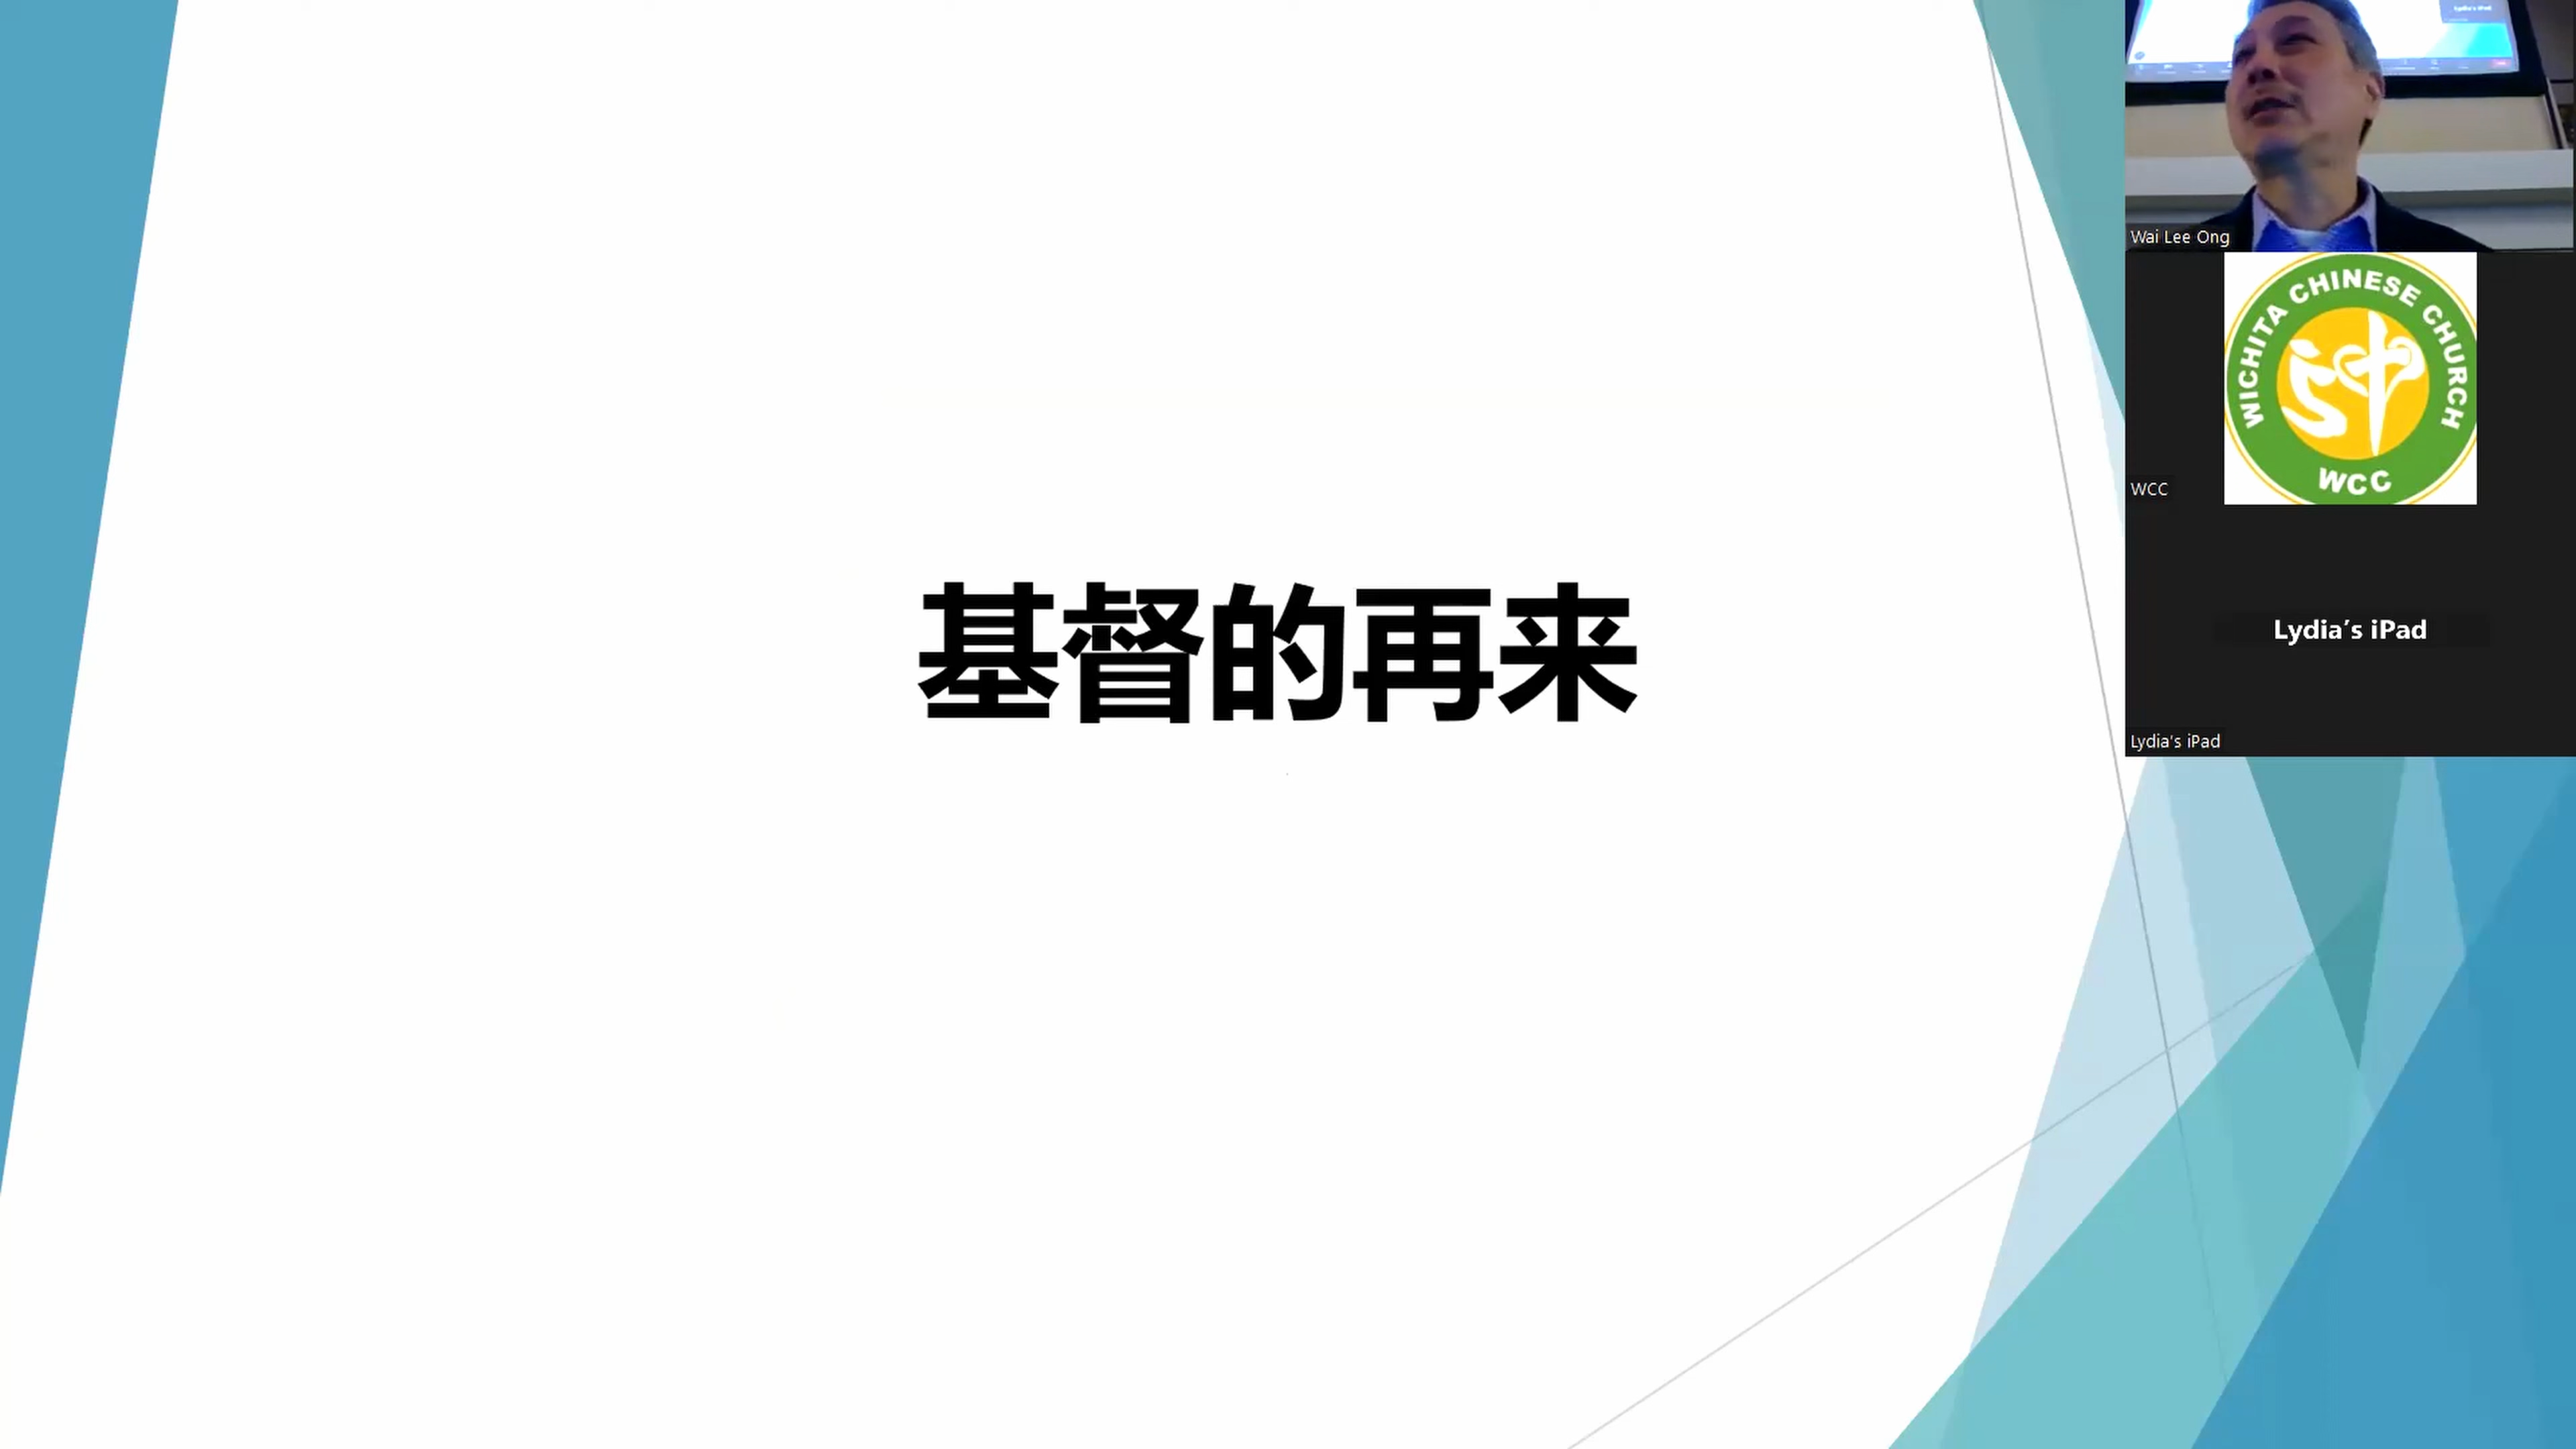 基督的再来
Wai Lee Ong
WICHITA CHINESE CHURCH
WCC
WCC
Lydia's iPad
Lydia's iPad